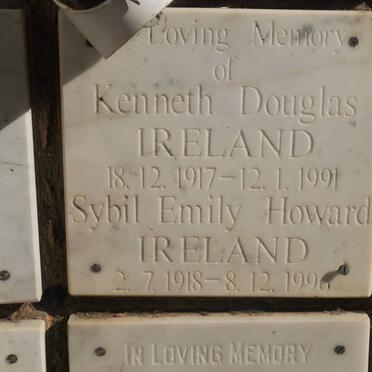 Loving Memory
of
Kenneth Douglas
IRELAND
18. 12. 1917 – 12. 1. 1991
Sybil Emily Howard
IRELAND
2. 7. 1918 – 8. 12. 1996
IN LOVING MEMORY